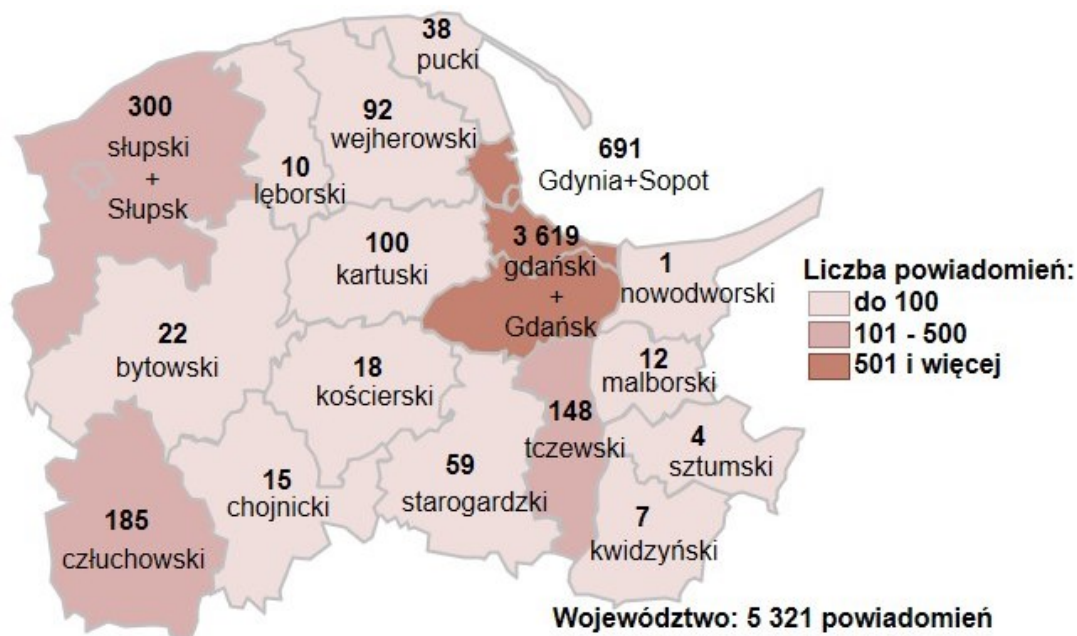 38
pucki
300
słupski
+
Słupsk
92
wejherowski
10
lęborski
691
Gdynia+Sopot
100
kartuski
3 619
gdański
+
Gdańsk
1
nowodworski
22
bytowski
18
kościerski
12
malborski
148
tczewski
4
sztumski
59
starogardzki
15
chojnicki
185
człuchowski
7
kwidzyński
Liczba powiadomień:
do 100
101 - 500
501 i więcej
Województwo: 5 321 powiadomień